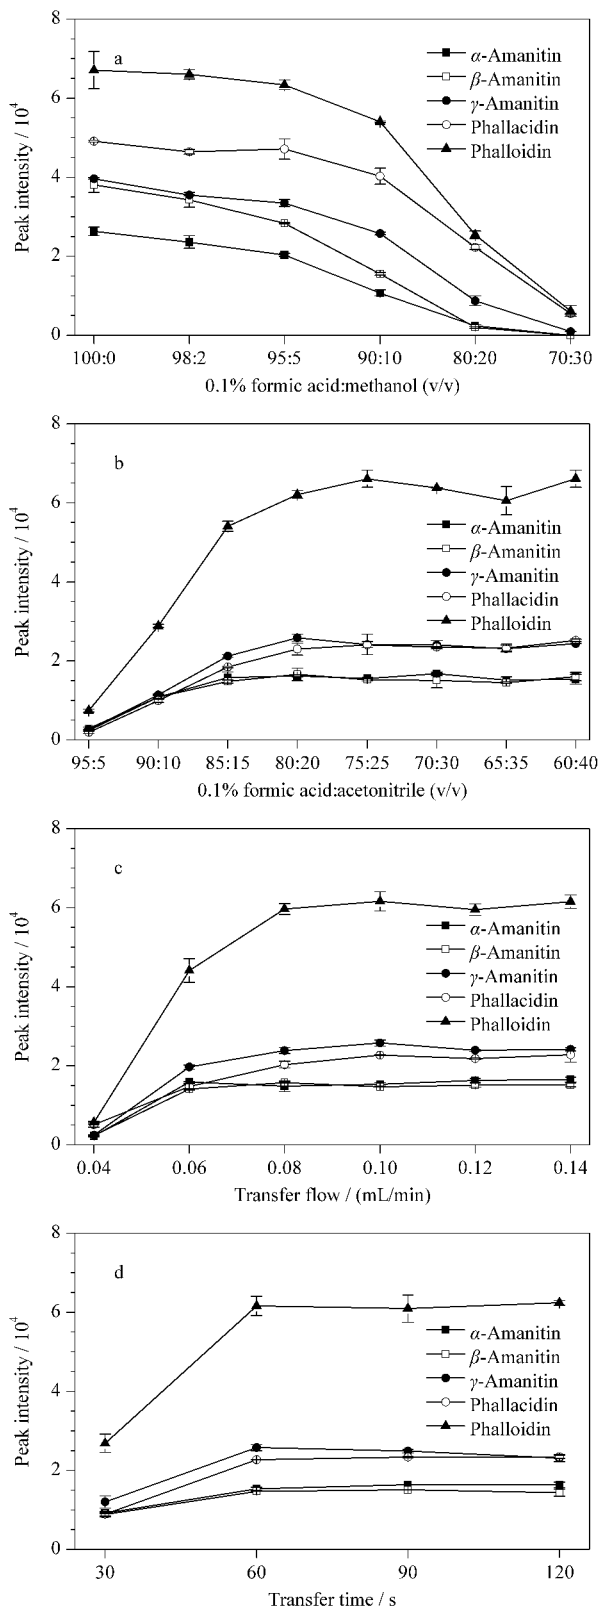 a
8
6
4
2
0
Peak intensity / 10⁴
α-Amanitin
β-Amanitin
γ-Amanitin
Phallacidin
Phalloidin
100:0 98:2 95:5 90:10 80:20 70:30
0.1% formic acid:methanol (v/v)
b
8
6
4
2
0
Peak intensity / 10⁴
α-Amanitin
β-Amanitin
γ-Amanitin
Phallacidin
Phalloidin
95:5 90:10 85:15 80:20 75:25 70:30 65:35 60:40
0.1% formic acid:acetonitrile (v/v)
c
8
6
4
2
0
Peak intensity / 10⁴
α-Amanitin
β-Amanitin
γ-Amanitin
Phallacidin
Phalloidin
0.04 0.06 0.08 0.10 0.12 0.14
Transfer flow / (mL/min)
d
8
6
4
2
0
Peak intensity / 10⁴
α-Amanitin
β-Amanitin
γ-Amanitin
Phallacidin
Phalloidin
30 60 90 120
Transfer time / s